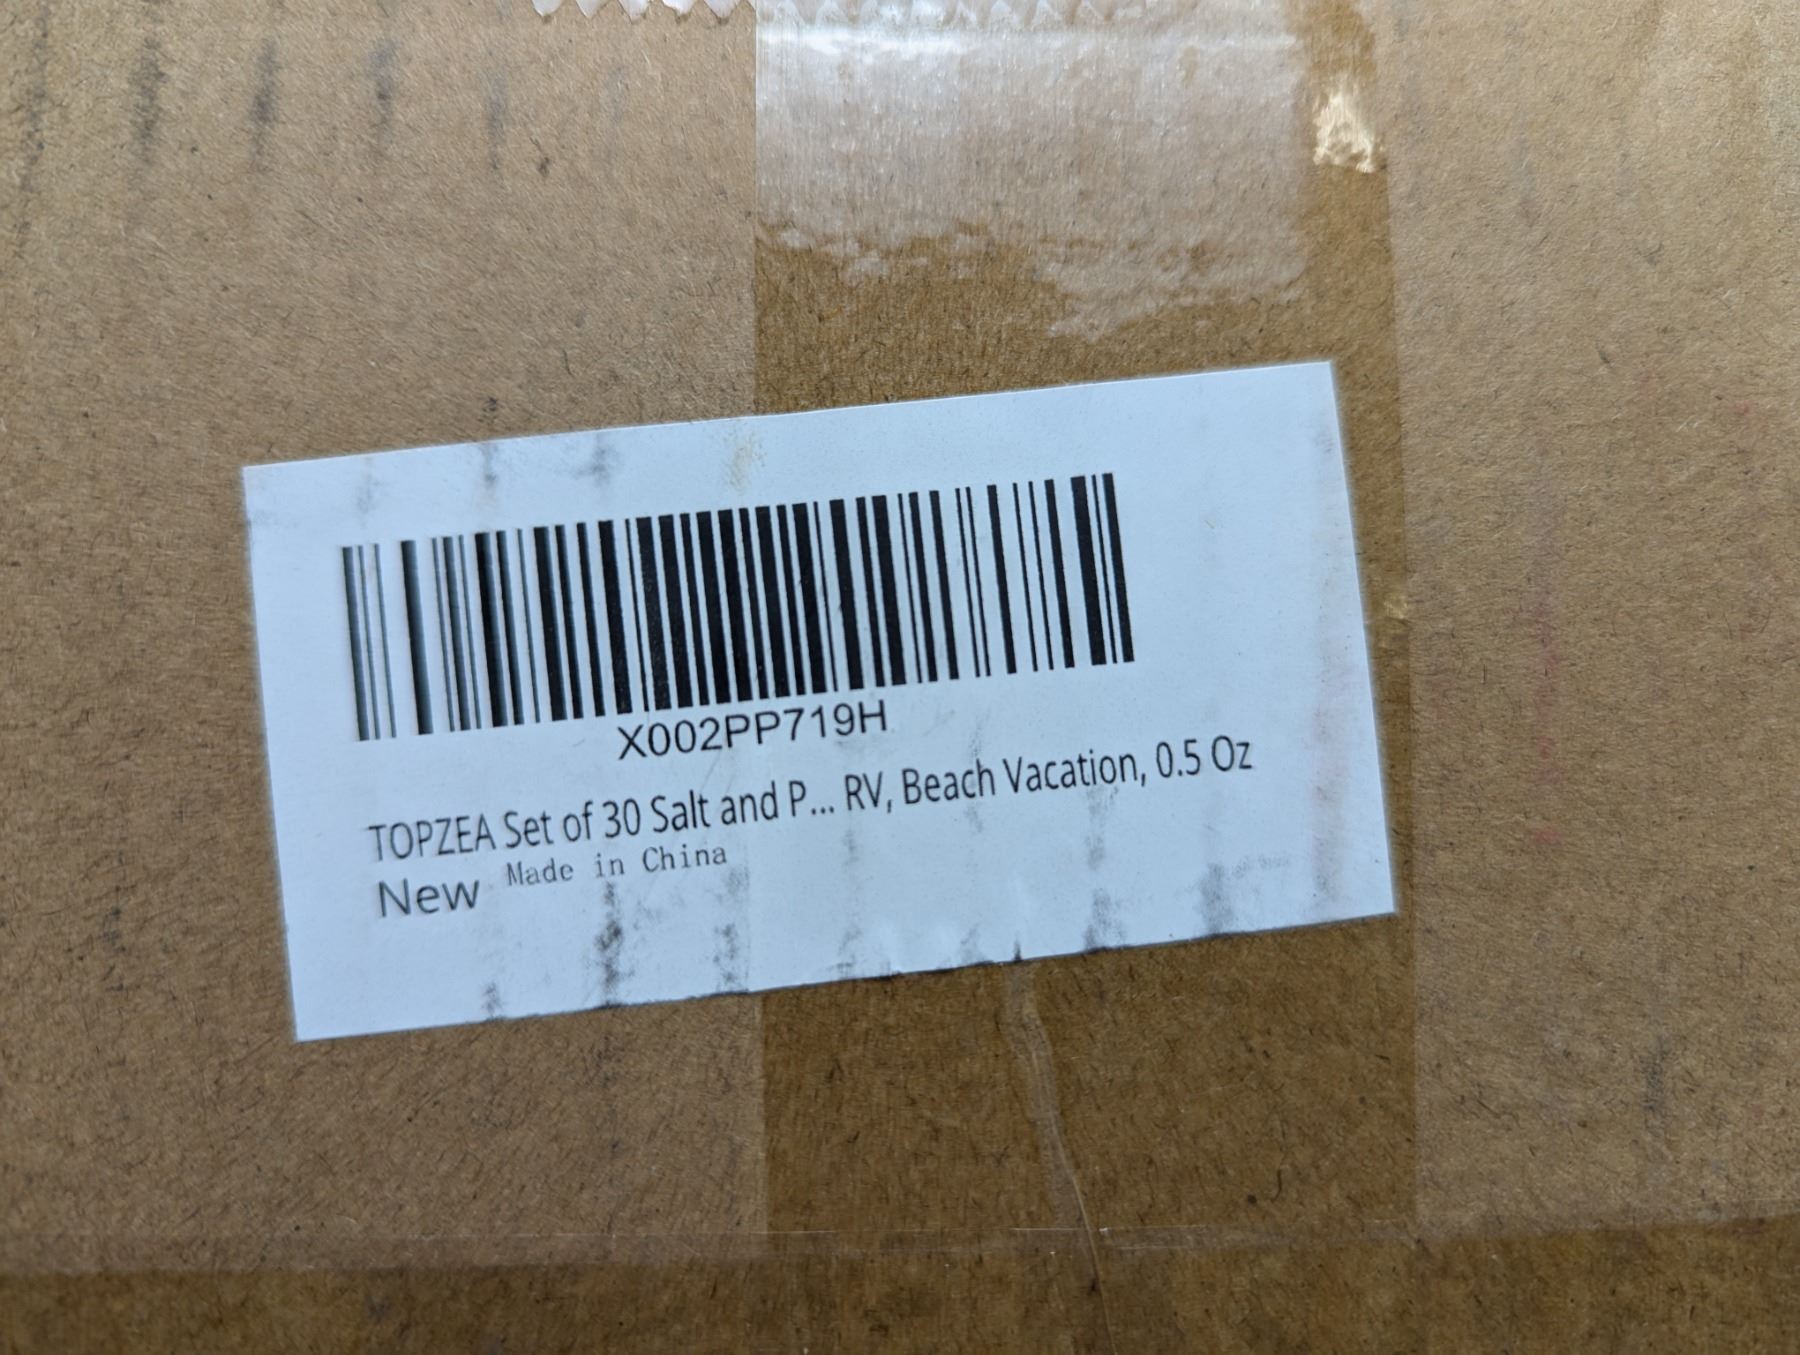 X002PP719H
TOPZEA Set of 30 Salt and P... RV, Beach Vacation, 0.5 Oz
New Made in China